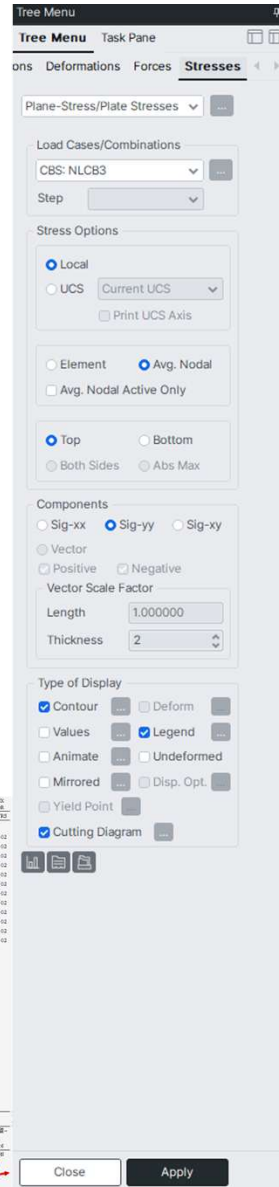 Tree Menu
Tree Menu Task Pane
ons Deformations Forces Stresses
Plane-Stress/Plate Stresses ...
Load Cases/Combinations
CBS: NLCB3 ...
Step
Stress Options
Local
UCS Current UCS
Print UCS Axis
Element Avg. Nodal
Avg. Nodal Active Only
Top Bottom
Both Sides Abs Max
Components
Sig-xx Sig-yy Sig-xy
Vector
Positive Negative
Vector Scale Factor
Length 1.000000
Thickness 2
Type of Display
Contour ... Deform ...
Values ... Legend ...
Animate ... Undeformed
Mirrored ... Disp. Opt. ...
Yield Point ...
Cutting Diagram ...
Close Apply